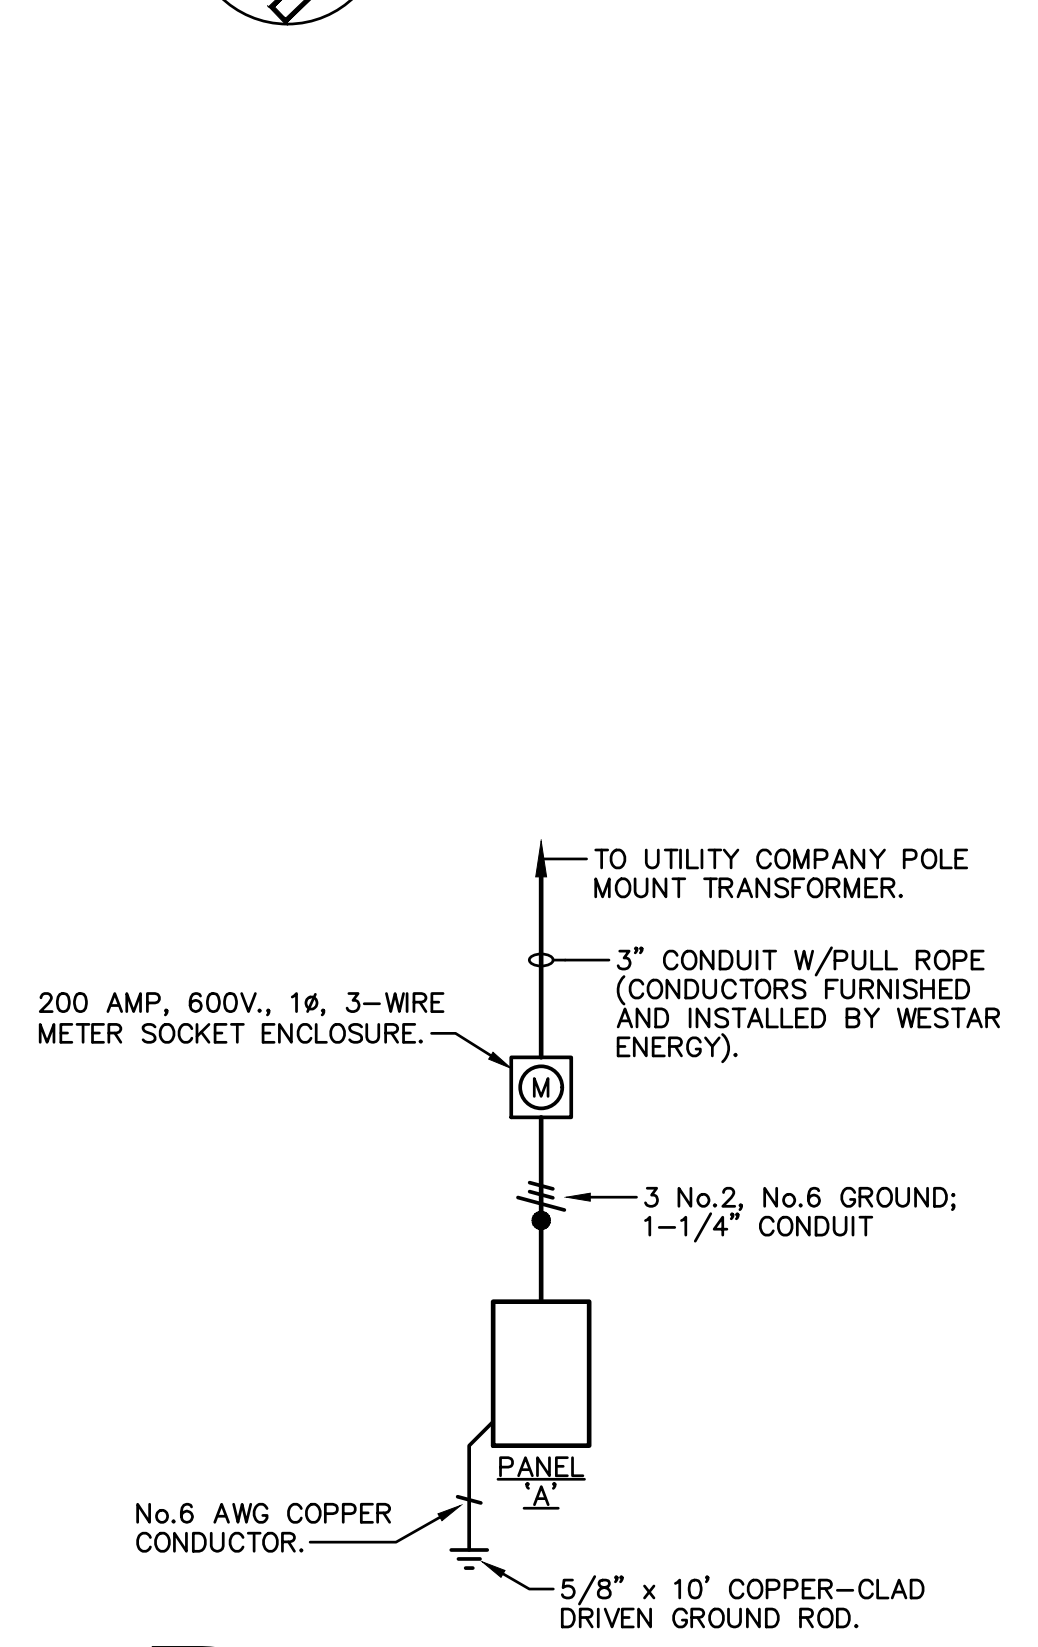 TO UTILITY COMPANY POLE
MOUNT TRANSFORMER.
3” CONDUIT W/PULL ROPE
(CONDUCTORS FURNISHED
AND INSTALLED BY WESTAR
ENERGY).
200 AMP, 600V., 1ø, 3-WIRE
METER SOCKET ENCLOSURE.
M
3 No.2, No.6 GROUND;
1-1/4” CONDUIT
PANEL
‘A’
No.6 AWG COPPER
CONDUCTOR.
5/8” x 10’ COPPER-CLAD
DRIVEN GROUND ROD.